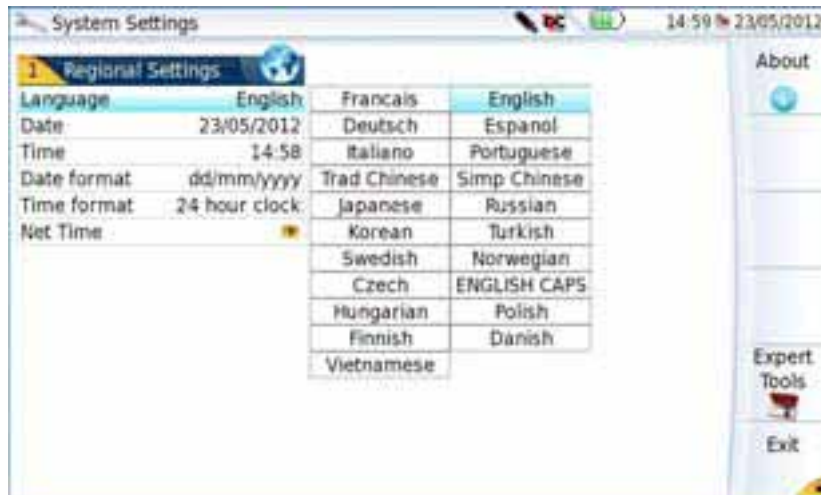 System Settings DC 14:59 23/05/2012
1 Regional Settings
About
Language English
Date 23/05/2012
Time 14:58
Date format dd/mm/yyyy
Time format 24 hour clock
Net Time
Francais English
Deutsch Espanol
Italiano Portuguese
Trad Chinese Simp Chinese
Japanese Russian
Korean Turkish
Swedish Norwegian
Czech ENGLISH CAPS
Hungarian Polish
Finnish Danish
Vietnamese
Expert
Tools
Exit